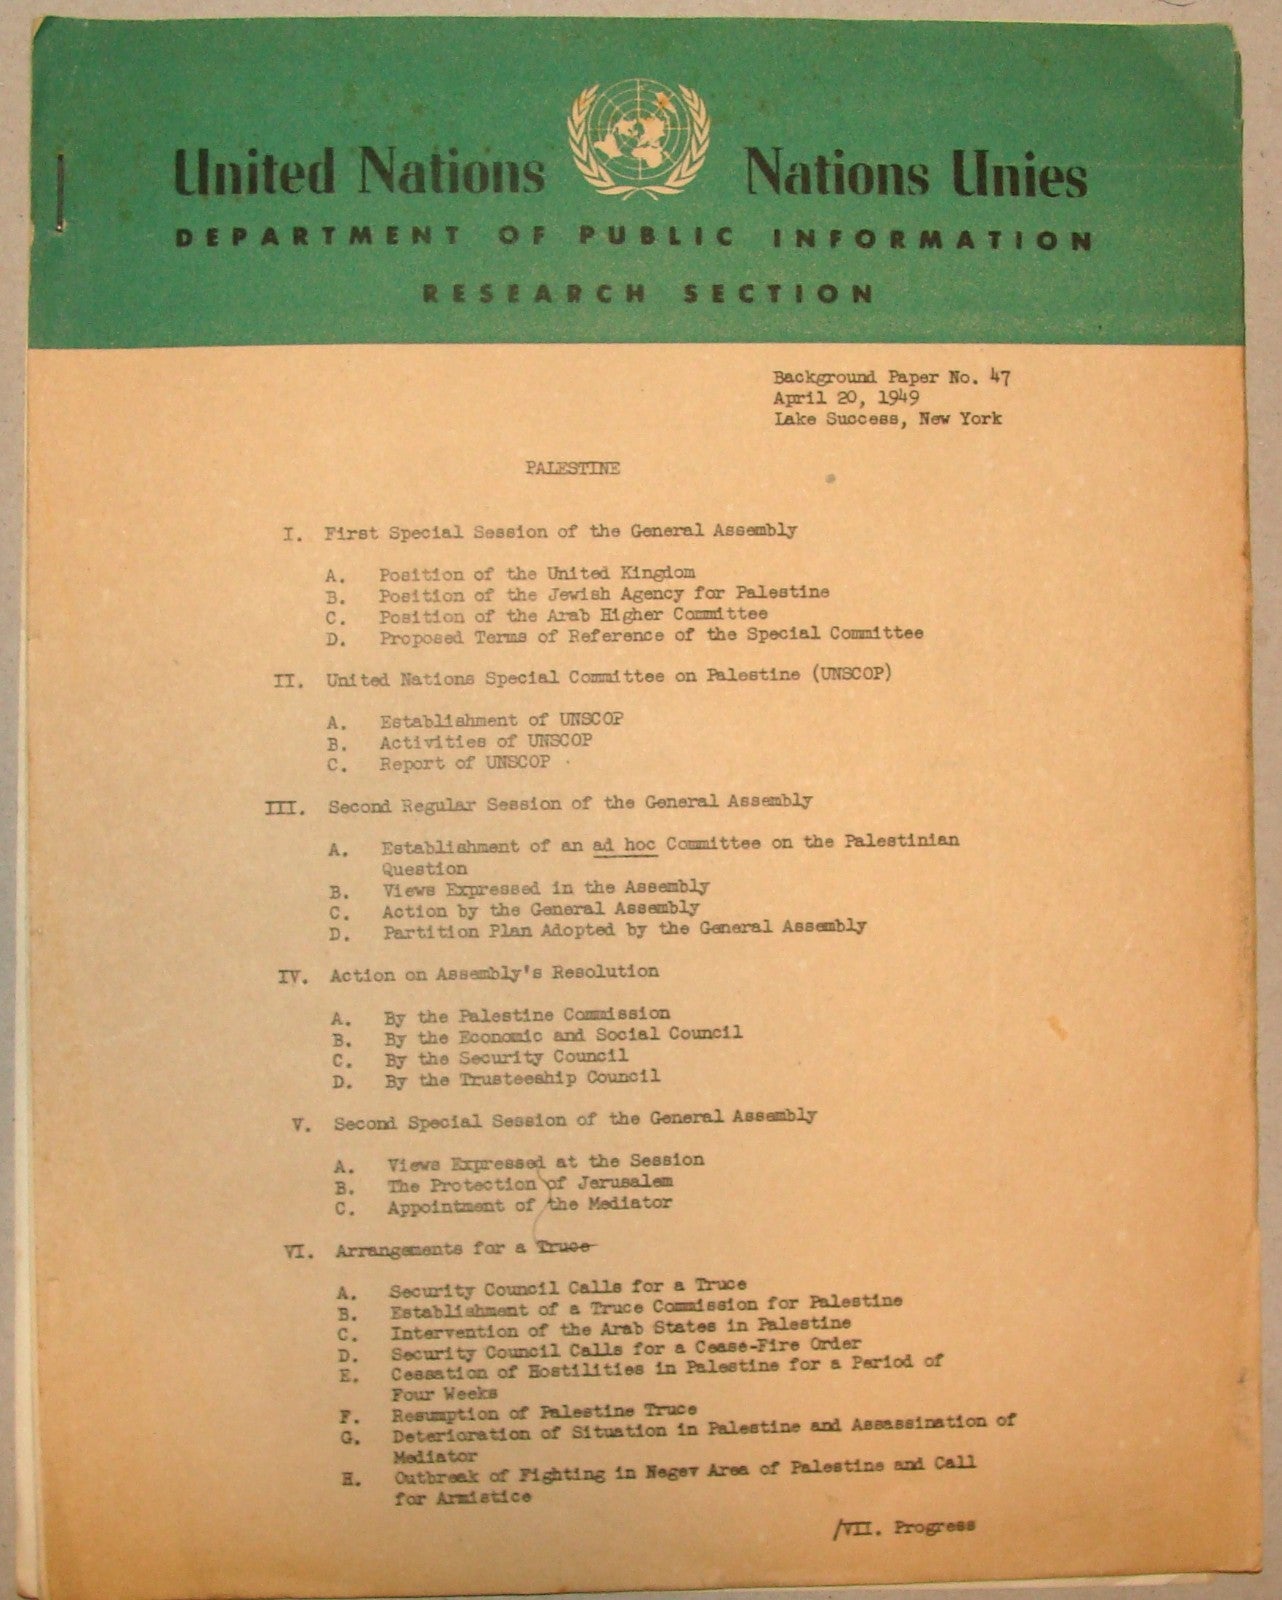 United Nations Nations Unies
DEPARTMENT OF PUBLIC INFORMATION
RESEARCH SECTION
Background Paper No. 47
April 20, 1949
Lake Success, New York
PALESTINE
I. First Special Session of the General Assembly
A. Position of the United Kingdom
B. Position of the Jewish Agency for Palestine
C. Position of the Arab Higher Committee
D. Proposed Terms of Reference of the Special Committee
II. United Nations Special Committee on Palestine (UNSCOP)
A. Establishment of UNSCOP
B. Activities of UNSCOP
C. Report of UNSCOP
III. Second Regular Session of the General Assembly
A. Establishment of an ad hoc Committee on the Palestinian
Question
B. Views Expressed in the Assembly
C. Action by the General Assembly
D. Partition Plan Adopted by the General Assembly
IV. Action on Assembly's Resolution
A. By the Palestine Commission
B. By the Economic and Social Council
C. By the Security Council
D. By the Trusteeship Council
V. Second Special Session of the General Assembly
A. Views Expressed at the Session
B. The Protection of Jerusalem
C. Appointment of the Mediator
VI. Arrangements for a Truce
A. Security Council Calls for a Truce
B. Establishment of a Truce Commission for Palestine
C. Intervention of the Arab States in Palestine
D. Security Council Calls for a Cease-Fire Order
E. Cessation of Hostilities in Palestine for a Period of
Four Weeks
F. Resumption of Palestine Truce
G. Deterioration of Situation in Palestine and Assassination of
Mediator
H. Outbreak of Fighting in Negev Area of Palestine and Call
for Armistice
/VII. Progress